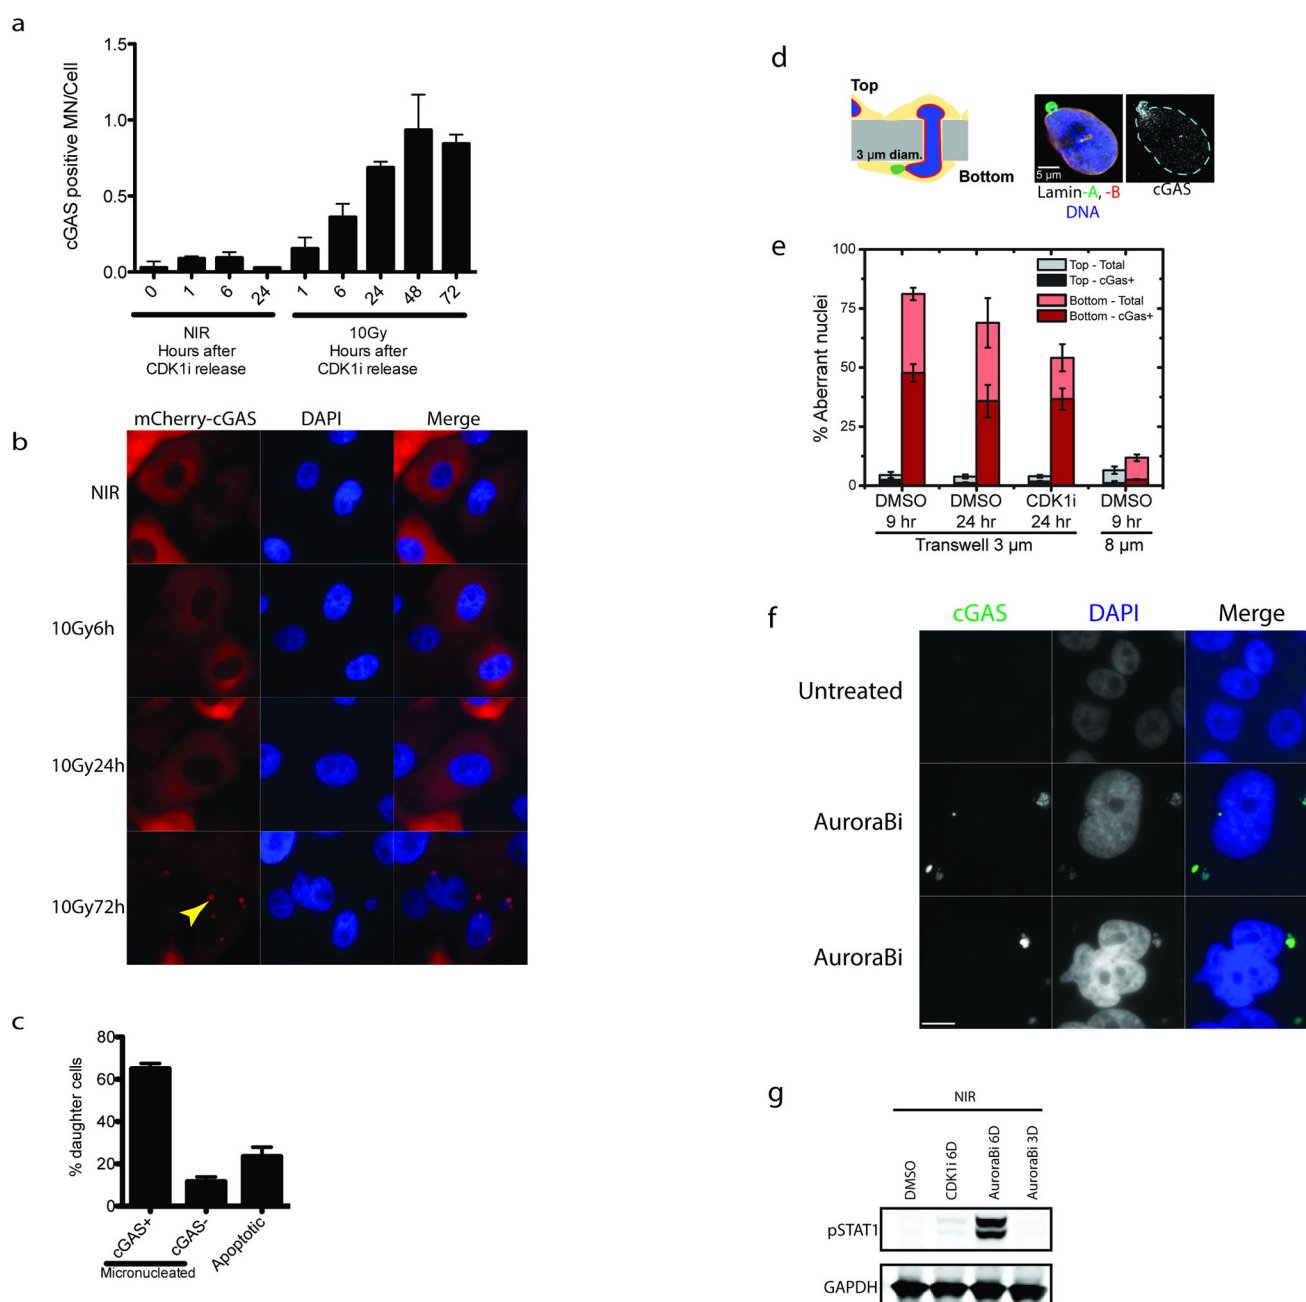 a
cGAS positive MN/Cell
1.5
1.0
0.5
0.0
0 1 6 24 1 6 24 48 72
NIR
Hours after
CDK1i release
10Gy
Hours after
CDK1i release
b
mCherry-cGAS DAPI Merge
NIR
10Gy6h
10Gy24h
10Gy72h
c
% daughter cells
80
60
40
20
0
cGAS+ cGAS- Apoptotic
Micronucleated
d
Top
3 µm diam.
Bottom
5 µm
Lamin-A, -B
DNA
cGAS
e
% Aberrant nuclei
100
75
50
25
0
Top - Total
Top - cGas+
Bottom - Total
Bottom - cGas+
DMSO DMSO CDK1i DMSO
9 hr 24 hr 24 hr 9 hr
Transwell 3 µm 8 µm
f
cGAS DAPI Merge
Untreated
AuroraBi
AuroraBi
g
NIR
DMSO
CDK1i 6D
AuroraBi 6D
AuroraBi 3D
pSTAT1
GAPDH